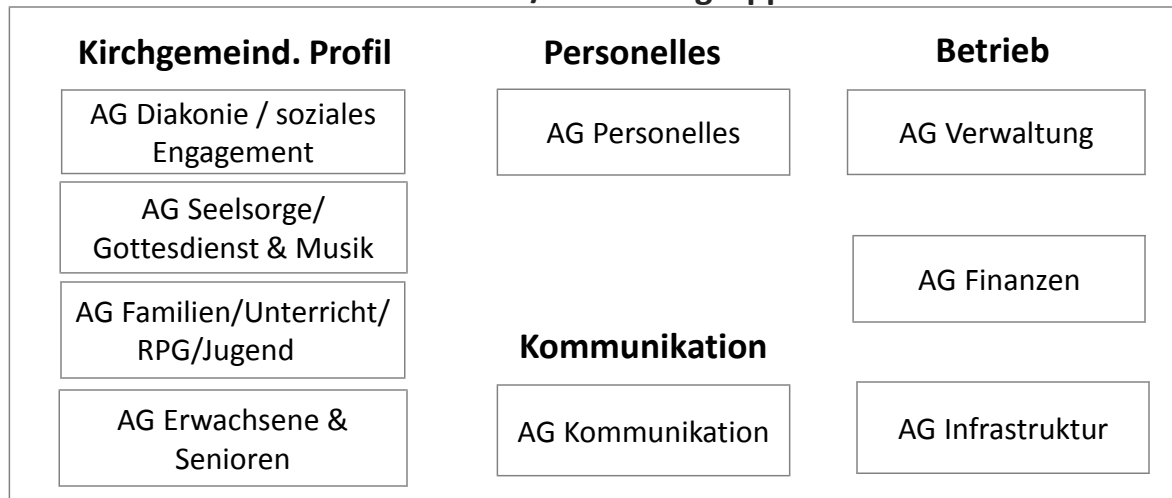 Kirchgemeind. Profil
AG Diakonie / soziales
Engagement
AG Seelsorge/
Gottesdienst & Musik
AG Familien/Unterricht/
RPG/Jugend
AG Erwachsene &
Senioren
Personelles
AG Personelles
Kommunikation
AG Kommunikation
Betrieb
AG Verwaltung
AG Finanzen
AG Infrastruktur